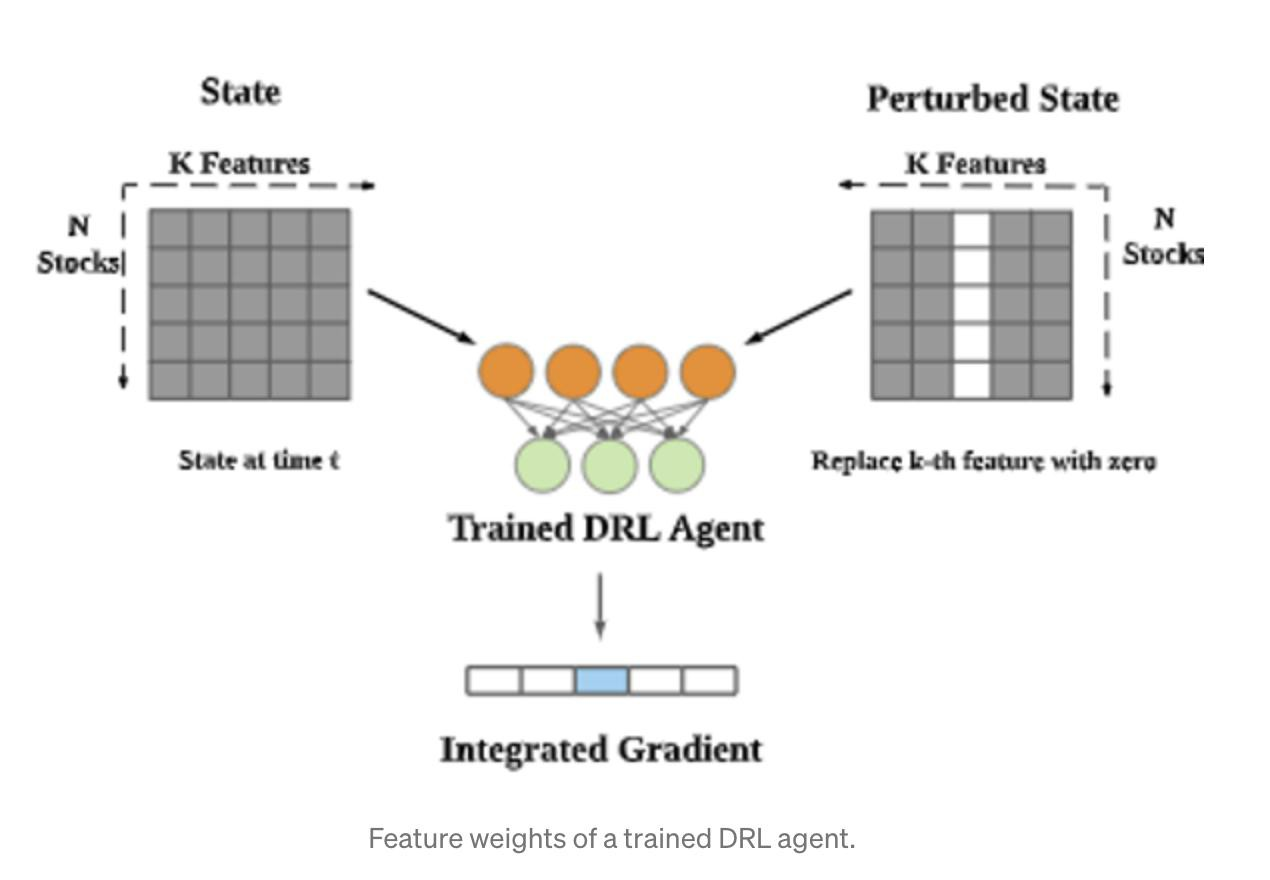 State
Perturbed State
K Features
K Features
N
Stocks
N
Stocks
State at time t
Replace k-th feature with zero
Trained DRL Agent
Integrated Gradient
Feature weights of a trained DRL agent.